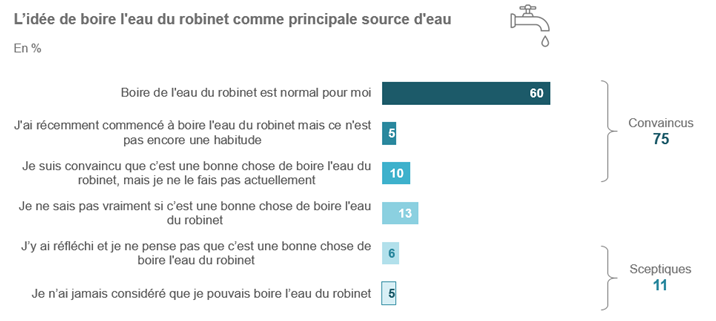 L'idée de boire l'eau du robinet comme principale source d'eau
En %
Boire de l'eau du robinet est normal pour moi
60
J'ai récemment commencé à boire l'eau du robinet mais ce n'est
pas encore une habitude
5
Je suis convaincu que c'est une bonne chose de boire l'eau du
robinet, mais je ne le fais pas actuellement
10
Convaincus
75
Je ne sais pas vraiment si c'est une bonne chose de boire l'eau
du robinet
13
J'y ai réfléchi et je ne pense pas que c'est une bonne chose de
boire l'eau du robinet
6
Je n'ai jamais considéré que je pouvais boire l'eau du robinet
5
Sceptiques
11